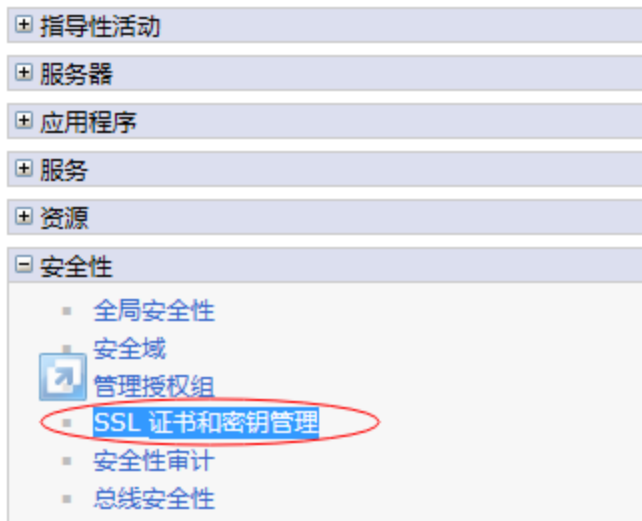 指导性活动
服务器
应用程序
服务
资源
安全性
全局安全性
安全域
管理授权组
SSL 证书和密钥管理
安全性审计
总线安全性